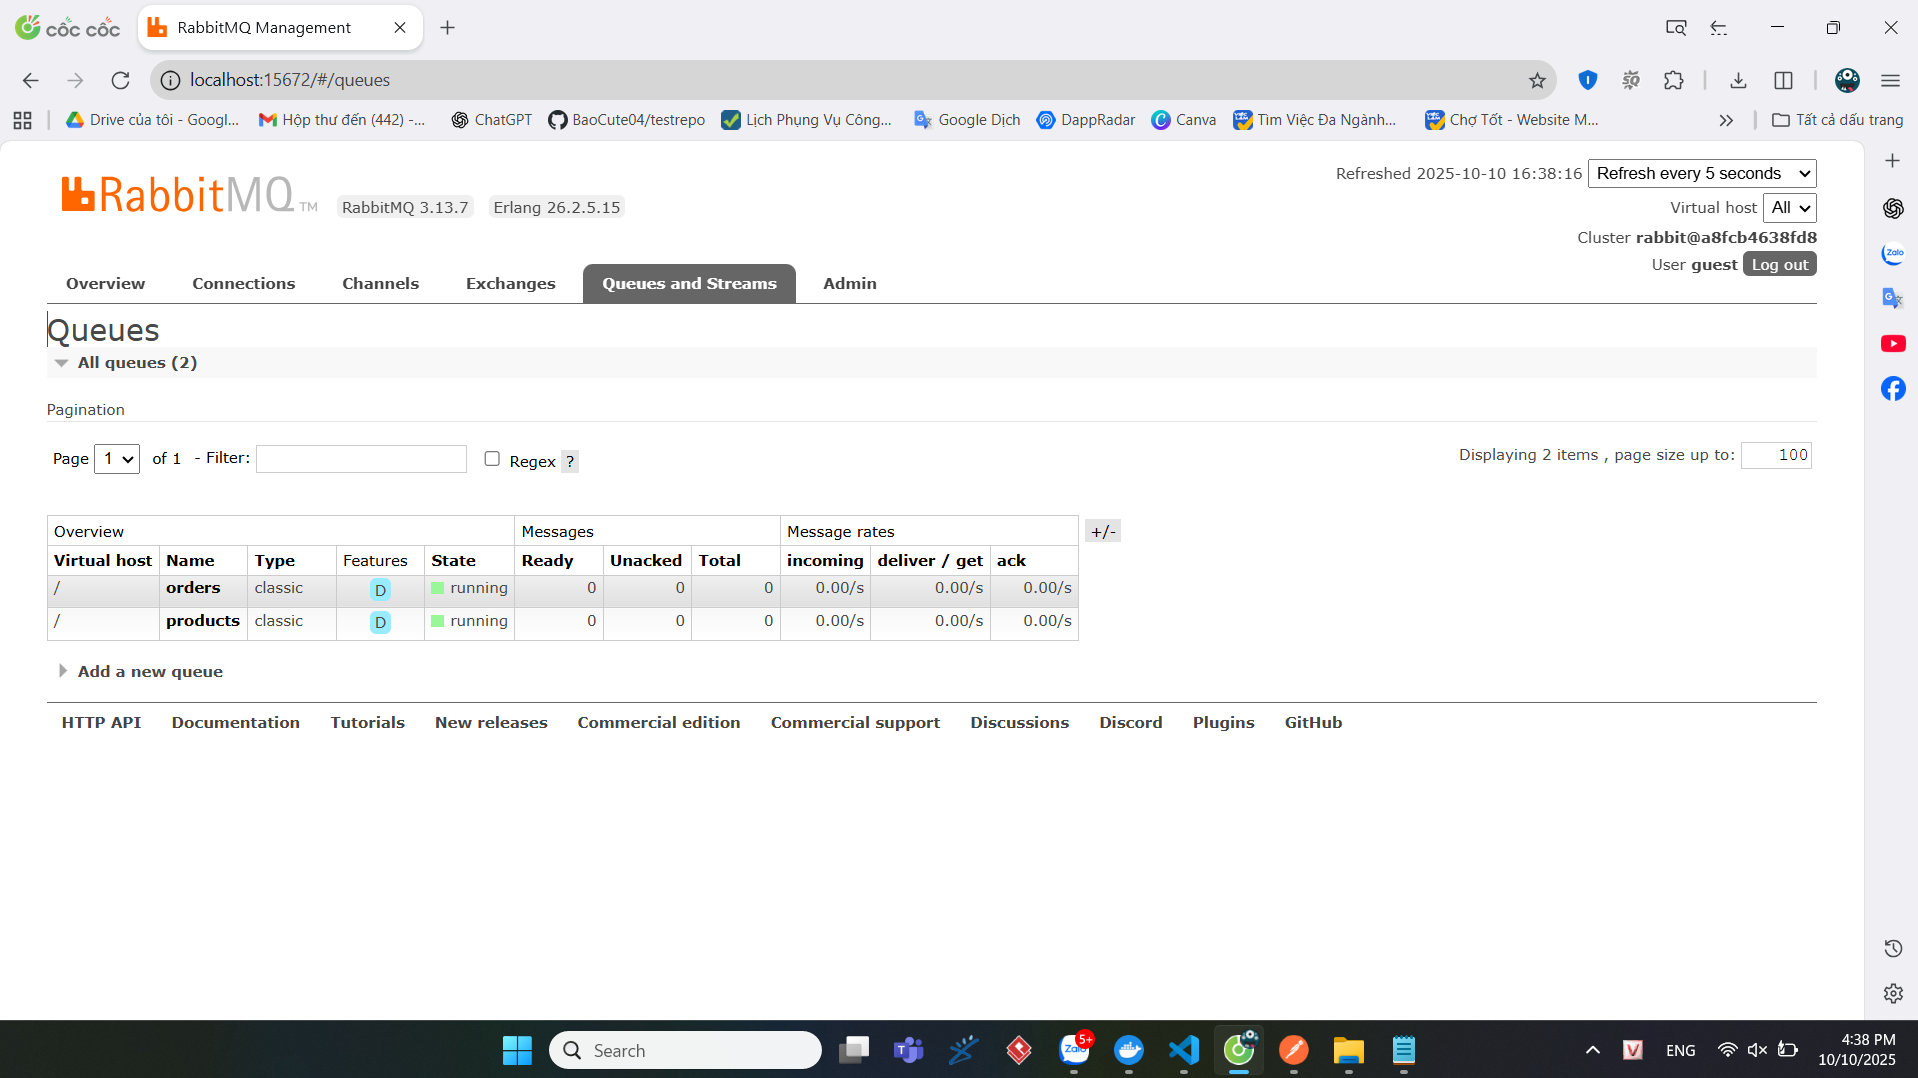 cốc cốc
RabbitMQ Management
localhost:15672/#/queues
Drive của tôi - Googl...
Hộp thư đến (442) -...
ChatGPT
BaoCute04/testrepo
Lịch Phụng Vụ Công...
Google Dịch
DappRadar
Canva
Tìm Việc Đa Ngành...
Chợ Tốt - Website M...
Tất cả dấu trang
RabbitMQ TM
RabbitMQ 3.13.7
Erlang 26.2.5.15
Refreshed 2025-10-10 16:38:16 Refresh every 5 seconds
Virtual host All
Cluster rabbit@a8fcb4638fd8
User guest Log out
Overview Connections Channels Exchanges Queues and Streams Admin
Queues
All queues (2)
Pagination
Page 1 of 1 - Filter: Regex ?
Displaying 2 items , page size up to: 100
Overview Messages Message rates +/-
Virtual host Name Type Features State Ready Unacked Total incoming deliver / get ack
/ orders classic D running 0 0 0 0.00/s 0.00/s 0.00/s
/ products classic D running 0 0 0 0.00/s 0.00/s 0.00/s
Add a new queue
HTTP API Documentation Tutorials New releases Commercial edition Commercial support Discussions Discord Plugins GitHub
Zalo
Search
Zalo
5+
V
ENG
4:38 PM
10/10/2025